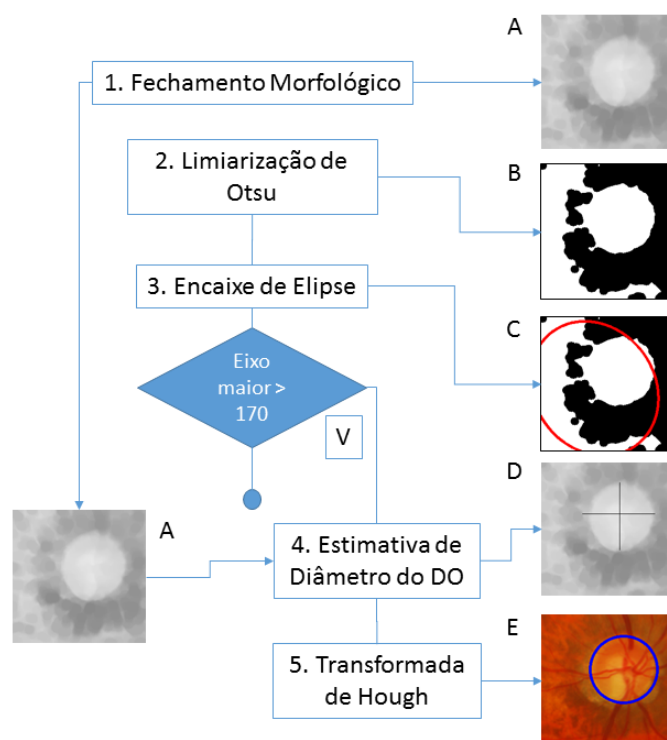 A
1. Fechamento Morfológico
2. Limiarização de
Otsu
B
3. Encaixe de Elipse
C
Eixo
maior >
170
V
D
A
4. Estimativa de
Diâmetro do DO
E
5. Transformada
de Hough